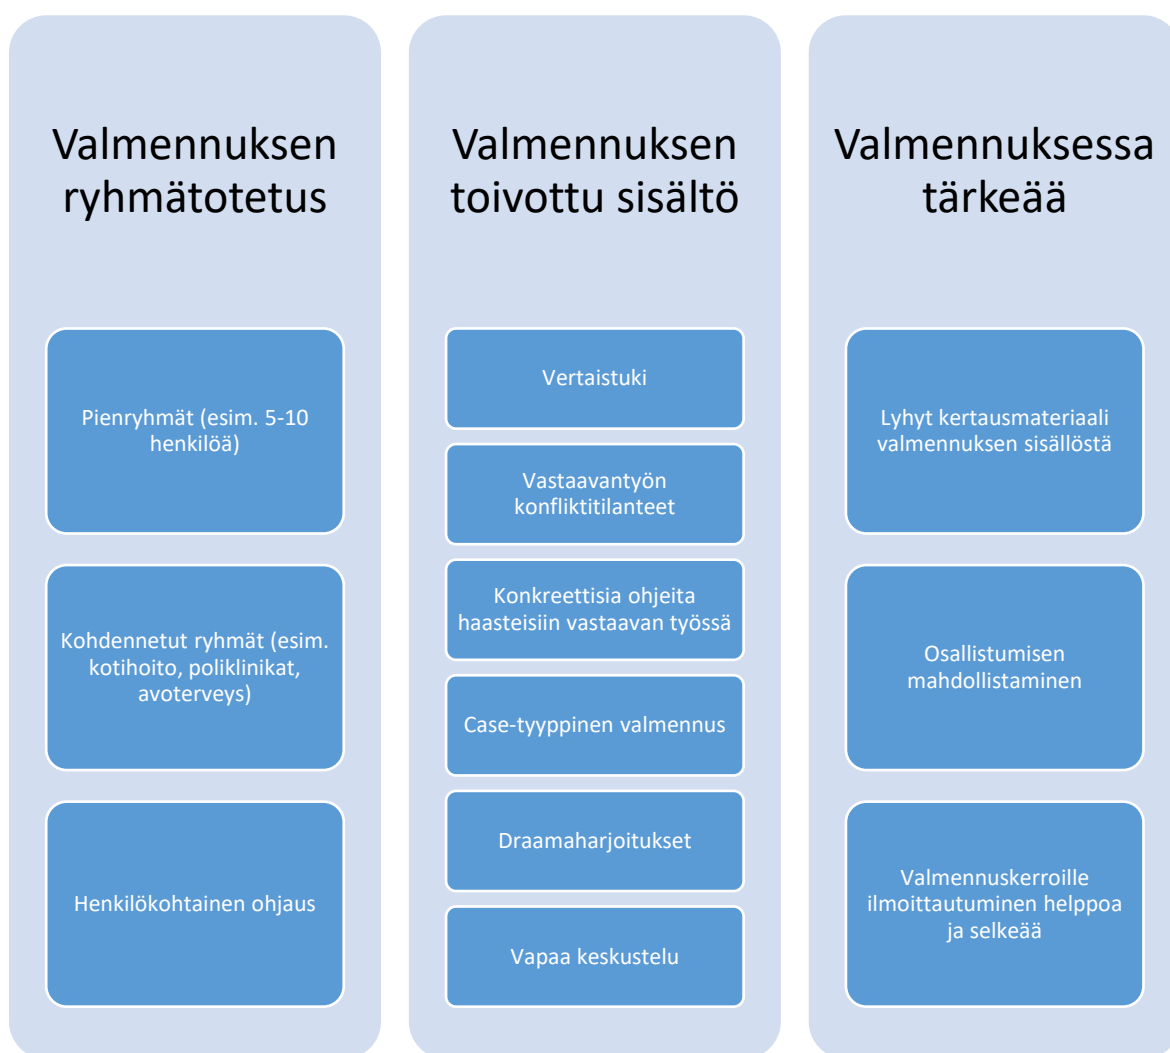 Valmennuksen
ryhmätotetus
Pienryhmät (esim. 5-10
henkilöä)
Kohdennetut ryhmät (esim.
kotihoito, poliklinikat,
avoterveys)
Henkilökohtainen ohjaus
Valmennuksen
toivottu sisältö
Vertaistuki
Vastaavantyön
konfliktitilanteet
Konkreettisia ohjeita
haasteisiin vastaavan työssä
Case-tyyppinen valmennus
Draamaharjoitukset
Vapaa keskustelu
Valmennuksessa
tärkeää
Lyhyt kertausmateriaali
valmennuksen sisällöstä
Osallistumisen
mahdollistaminen
Valmennuskerroille
ilmoittautuminen helppoa
ja selkeää